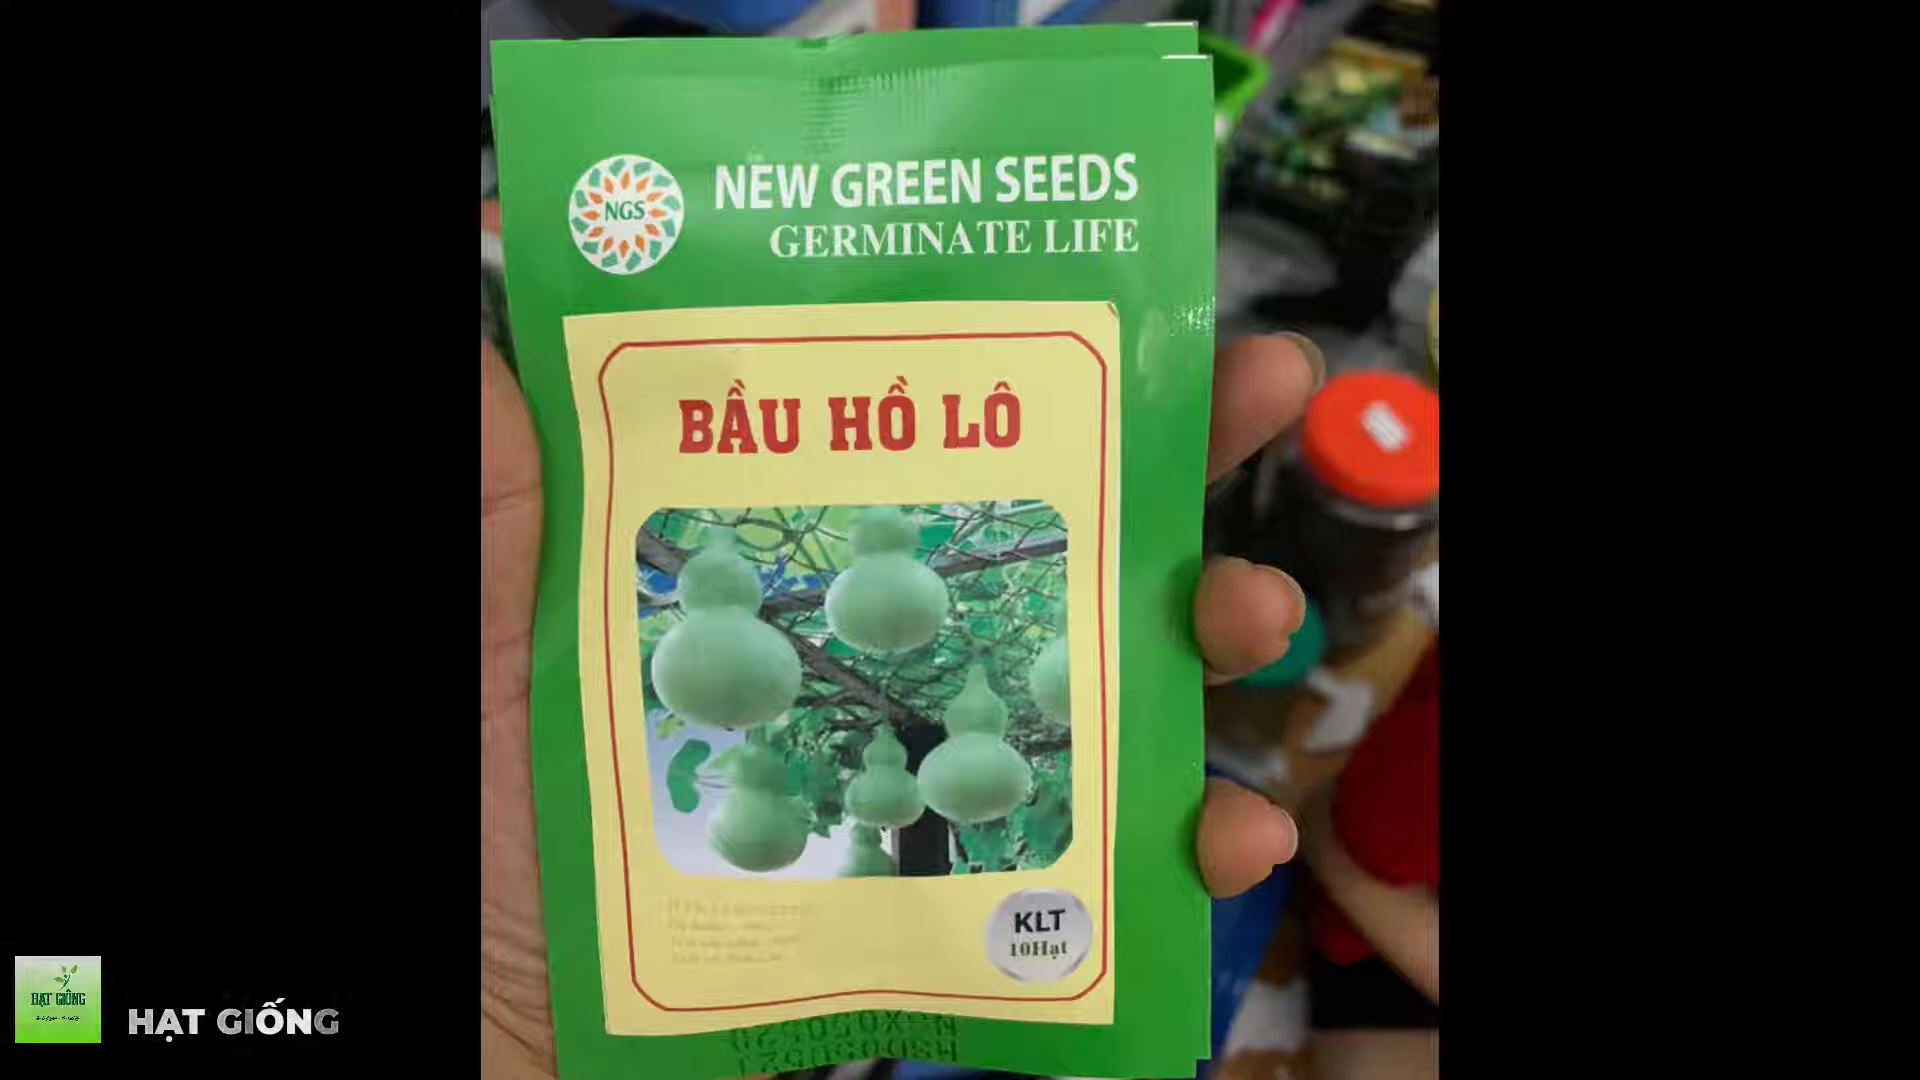 NGS
NEW GREEN SEEDS
GERMINATE LIFE
BẦU HỒ LÔ
KLT
10Hạt
HẠT GIỐNG
HẠT GIỐNG